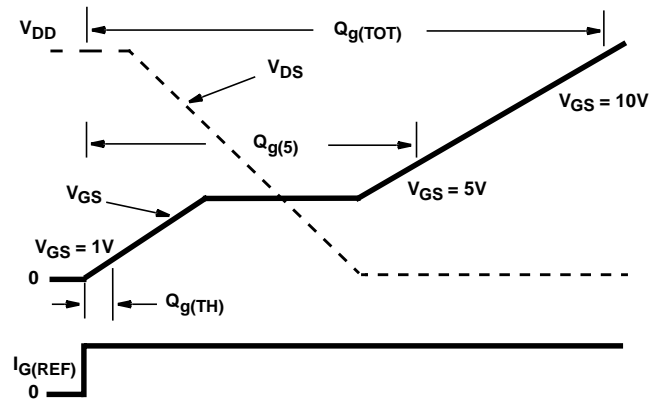 V_DD
Q_g(TOT)
V_DS
V_GS = 10V
Q_g(5)
V_GS
V_GS = 5V
V_GS = 1V
0
Q_g(TH)
I_G(REF)
0